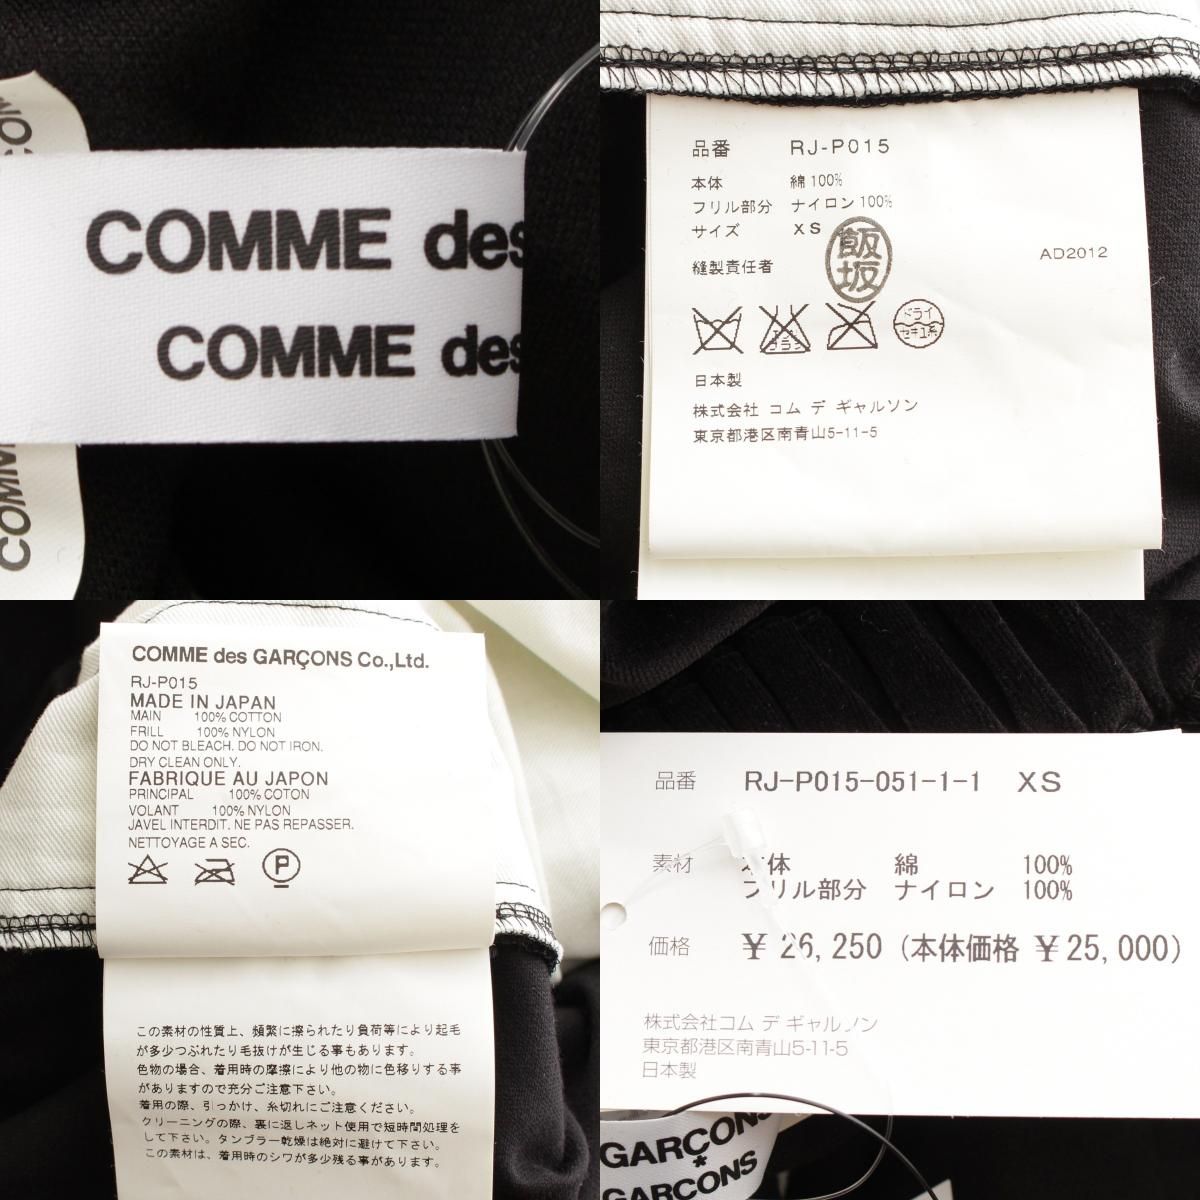 COMME des
COMME des
品番 RJ-P015
本体 綿100%
フリル部分 ナイロン100%
サイズ XS
縫製責任者 飯坂
AD2012
ドライ
セキユ系
日本製
株式会社 コム デ ギャルソン
東京都港区南青山5-11-5
COMME des GARÇONS Co.,Ltd.
RJ-P015
MADE IN JAPAN
MAIN 100% COTTON
FRILL 100% NYLON
DO NOT BLEACH. DO NOT IRON.
DRY CLEAN ONLY.
FABRIQUE AU JAPON
PRINCIPAL 100% COTON
VOLANT 100% NYLON
JAVEL INTERDIT. NE PAS REPASSER.
NETTOYAGE A SEC.
P
この素材の性質上、頻繁に擦られたり負荷等により起毛
が多少つぶれたり毛抜けが生じる事もあります。
色物の場合、着用時の摩擦により他の物に色移りする事
がありますので充分ご注意下さい。
着用の際、引っかけ、糸切れにご注意ください。
クリーニングの際、裏に返しネット使用で短時間処理を
して下さい。タンブラー乾燥は絶対に避けて下さい。
この素材は、着用時のシワが多少残る事があります。
品番 RJ-P015-051-1-1 XS
素材 本体 綿 100%
フリル部分 ナイロン 100%
価格 ¥ 26,250 (本体価格 ¥25,000)
株式会社コム デ ギャルソン
東京都港区南青山5-11-5
日本製
GARÇONS
*
GARÇONS